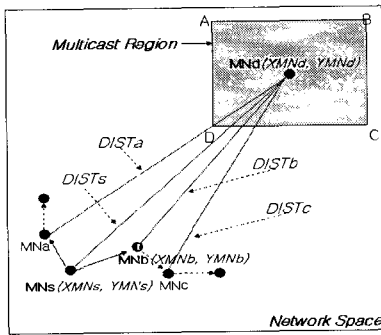 A B
Multicast Region
MNd (XMNd, YMNd)
D C
DISTa
DISTs
DISTb
DISTc
MNa
MNb (XMNb, YMNb)
MNs (XMNs, YMNs) MNc
Network Space